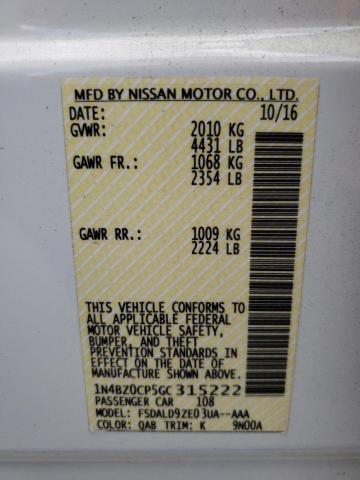 MFD BY NISSAN MOTOR CO., LTD.
DATE: 10/16
GVWR: 2010 KG
4431 LB
GAWR FR.: 1068 KG
2354 LB
GAWR RR.: 1009 KG
2224 LB
THIS VEHICLE CONFORMS TO
ALL APPLICABLE FEDERAL
MOTOR VEHICLE SAFETY,
BUMPER, AND THEFT
PREVENTION STANDARDS
IN EFFECT ON THE DATE OF
MANUFACTURE SHOWN ABOVE.
1N4BZ0CP5GC315222
PASSENGER CAR 108
MODEL: FSDALD9ZE03UA--AAA
COLOR: QAB TRIM: K 9N00A